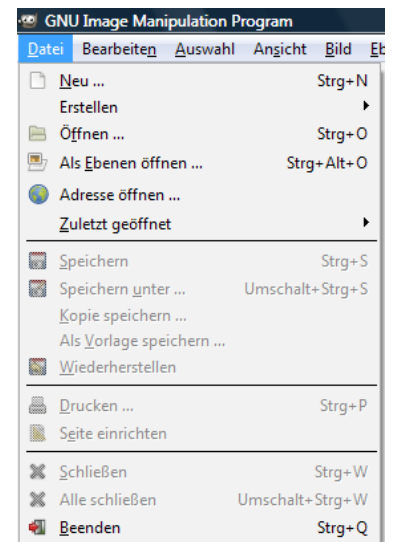 GNU Image Manipulation Program
Datei Bearbeiten Auswahl Ansicht Bild Eb
Neu ... Strg+N
Erstellen
Öffnen ... Strg+O
Als Ebenen öffnen ... Strg+Alt+O
Adresse öffnen ...
Zuletzt geöffnet
Speichern Strg+S
Speichern unter ... Umschalt+Strg+S
Kopie speichern ...
Als Vorlage speichern ...
Wiederherstellen
Drucken ... Strg+P
Seite einrichten
Schließen Strg+W
Alle schließen Umschalt+Strg+W
Beenden Strg+Q